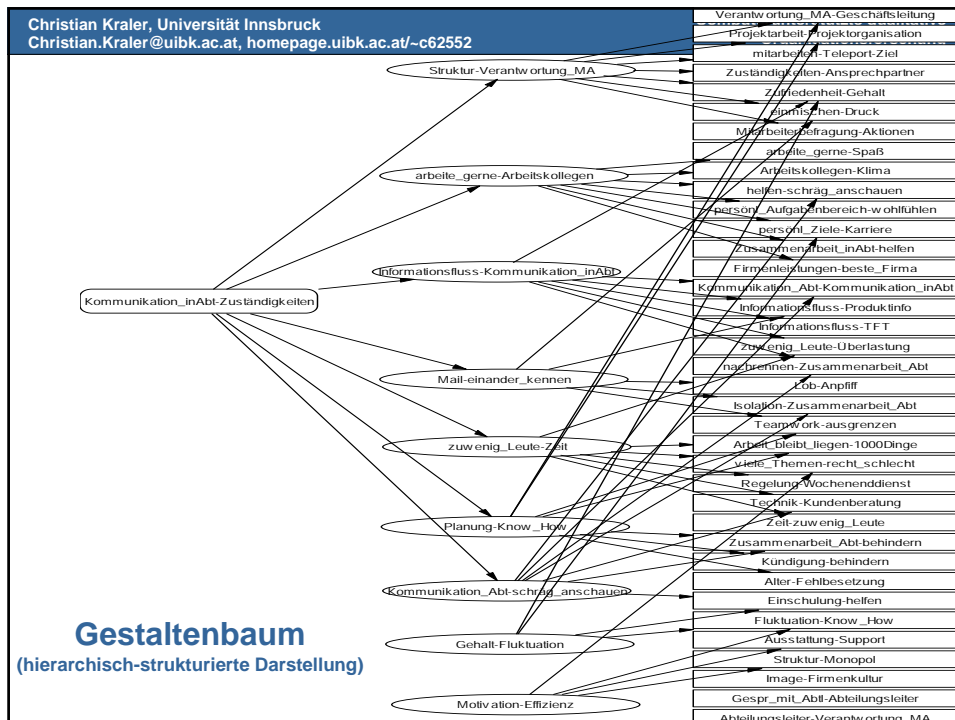 Christian Kraler, Universität Innsbruck
Christian.Kraler@uibk.ac.at, homepage.uibk.ac.at/~c62552
Kommunikation_inAbt-Zuständigkeiten
Struktur-Verantwortung_MA
arbeite_gerne-Arbeitskollegen
Informationsfluss-Kommunikation_inAbt
Mail-einander_kennen
zuwenig_Leute-Zeit
Planung-Know_How
Kommunikation_Abt-schräg_anschauen
Gehalt-Fluktuation
Motivation-Effizienz
Verantwortung_MA-Geschäftsleitung
Projektarbeit-Projektorganisation
mitarbeiten-Teleport-Ziel
Zuständigkeiten-Ansprechpartner
Zufriedenheit-Gehalt
einmischen-Druck
Mitarbeiterbefragung-Aktionen
arbeite_gerne-Spaß
Arbeitskollegen-Klima
helfen-schräg_anschauen
persönl_Aufgabenbereich-wohlfühlen
persönl_Ziele-Karriere
Zusammenarbeit_inAbt-helfen
Firmenleistungen-beste_Firma
Kommunikation_Abt-Kommunikation_inAbt
Informationsfluss-Produktinfo
Informationsfluss-TFT
zuwenig_Leute-Überlastung
nachrennen-Zusammenarbeit_Abt
Lob-Anpfiff
Isolation-Zusammenarbeit_Abt
Teamwork-ausgrenzen
Arbeit_bleibt_liegen-1000Dinge
viele_Themen-recht_schlecht
Regelung-Wochenenddienst
Technik-Kundenberatung
Zeit-zuwenig_Leute
Zusammenarbeit_Abt-behindern
Kündigung-behindern
Alter-Fehlbesetzung
Einschulung-helfen
Fluktuation-Know_How
Ausstattung-Support
Struktur-Monopol
Image-Firmenkultur
Gespr_mit_Abtl-Abteilungsleiter
Abteilungsleiter-Verantwortung_MA
Gestaltenbaum
(hierarchisch-strukturierte Darstellung)